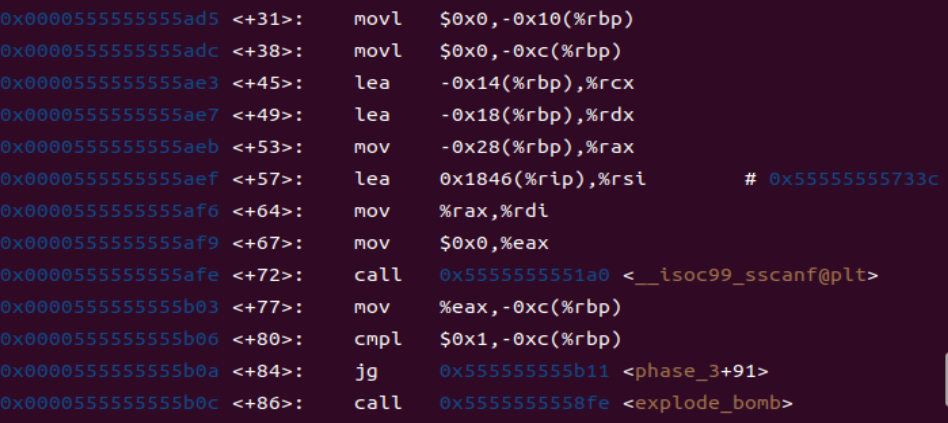 0x0000555555555ad5 <+31>: movl $0x0,-0x10(%rbp)
0x0000555555555adc <+38>: movl $0x0,-0xc(%rbp)
0x0000555555555ae3 <+45>: lea -0x14(%rbp),%rcx
0x0000555555555ae7 <+49>: lea -0x18(%rbp),%rdx
0x0000555555555aeb <+53>: mov -0x28(%rbp),%rax
0x0000555555555aef <+57>: lea 0x1846(%rip),%rsi # 0x55555555733c
0x0000555555555af6 <+64>: mov %rax,%rdi
0x0000555555555af9 <+67>: mov $0x0,%eax
0x0000555555555afe <+72>: call 0x5555555551a0 <__isoc99_sscanf@plt>
0x0000555555555b03 <+77>: mov %eax,-0xc(%rbp)
0x0000555555555b06 <+80>: cmpl $0x1,-0xc(%rbp)
0x0000555555555b0a <+84>: jg 0x555555555b11 <phase_3+91>
0x0000555555555b0c <+86>: call 0x5555555558fe <explode_bomb>